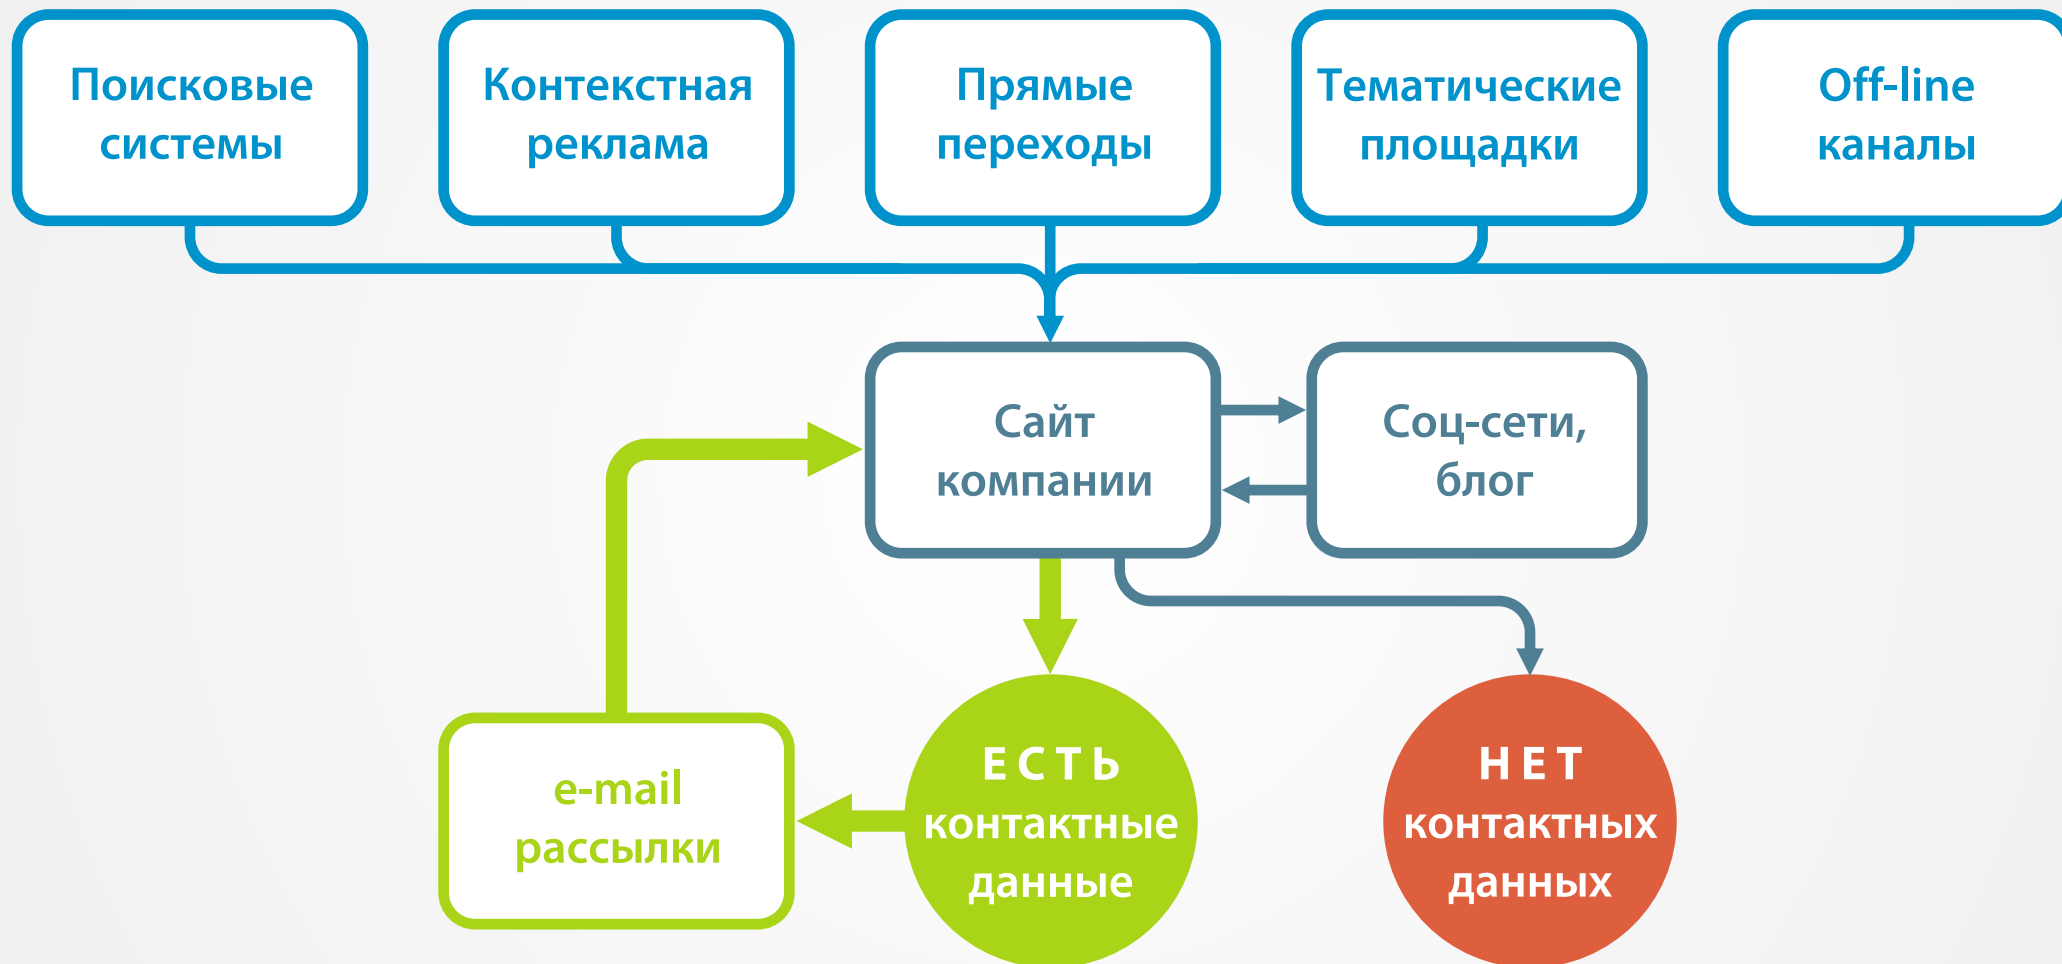 Поисковые
системы
Контекстная
реклама
Прямые
переходы
Тематические
площадки
Off-line
каналы
Сайт
компании
Соц-сети,
блог
e-mail
рассылки
ЕСТЬ
контактные
данные
НЕТ
контактных
данных